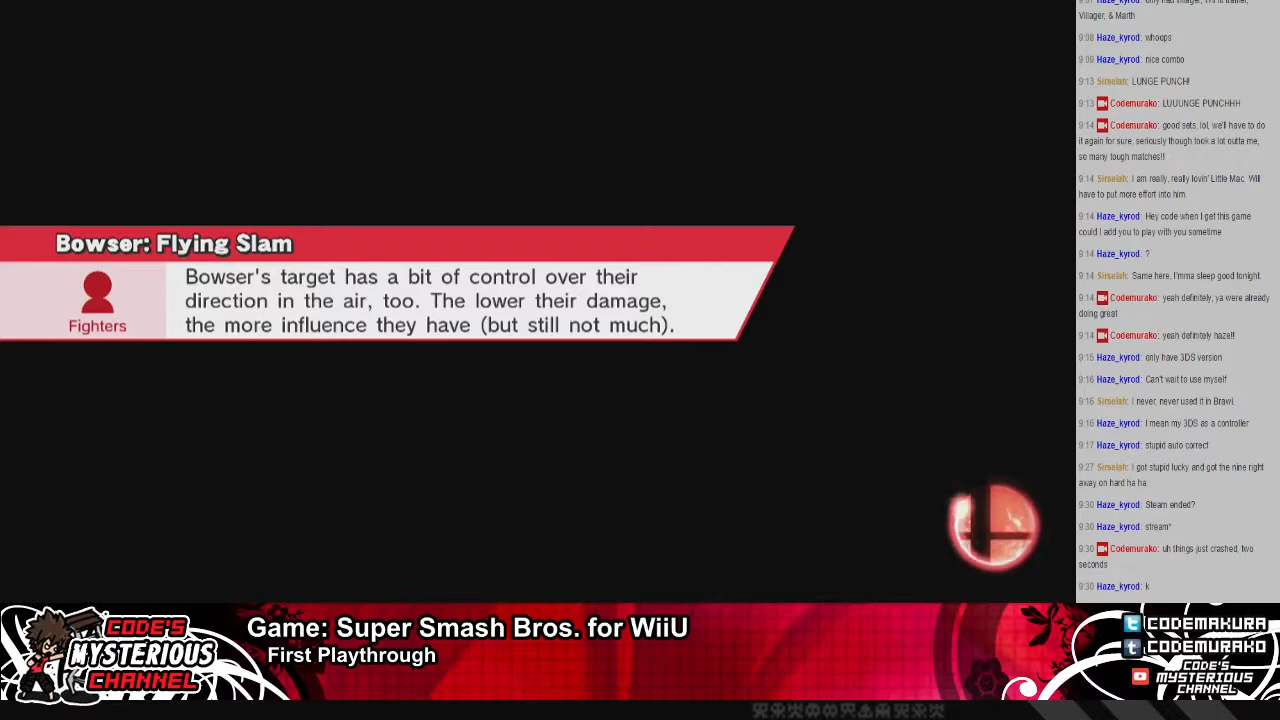 Villager, & Marth
9:08 Haze_kyrod: whoops
9:09 Haze_kyrod: nice combo
9:13 Sirselah: LUNGE PUNCH!
9:13 Codemurako: LUUUNGE PUNCHHH
9:14 Codemurako: good sets, lol, we'll have to do
it again for sure, seriously though took a lot outta me,
so many tough matches!!
9:14 Sirselah: I am really, really lovin' Little Mac. Will
have to put more effort into him.
9:14 Haze_kyrod: Hey code when I get this game
could I add you to play with you sometime
9:14 Haze_kyrod: ?
9:14 Sirselah: Same here, I'mma sleep good tonight.
9:14 Codemurako: yeah definitely, ya were already
doing great
9:14 Codemurako: yeah definitely haze!!
9:15 Haze_kyrod: only have 3DS version
9:16 Haze_kyrod: Can't wait to use myself
9:16 Sirselah: I never, never used it in Brawl.
9:16 Haze_kyrod: I mean my 3DS as a controller
9:17 Haze_kyrod: stupid auto correct
9:27 Sirselah: I got stupid lucky and got the nine right
away on hard ha ha.
9:30 Haze_kyrod: Steam ended?
9:30 Haze_kyrod: stream*
9:30 Codemurako: uh things just crashed, two
seconds
9:30 Haze_kyrod: k
Bowser: Flying Slam
Fighters
Bowser's target has a bit of control over their
direction in the air, too. The lower their damage,
the more influence they have (but still not much).
CODE'S
MYSTERIOUS
CHANNEL
Game: Super Smash Bros. for WiiU
First Playthrough
CODEMAKURA
CODEMURAKO
CODE'S
MYSTERIOUS
CHANNEL